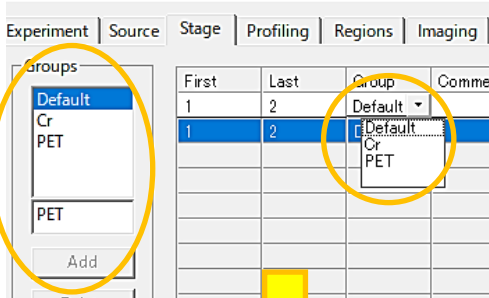 Experiment Source Stage Profiling Regions Imaging
Groups
Default
Cr
PET
PET
Add
First Last Group Comme
1 2 Default
1 2
Default
Cr
PET